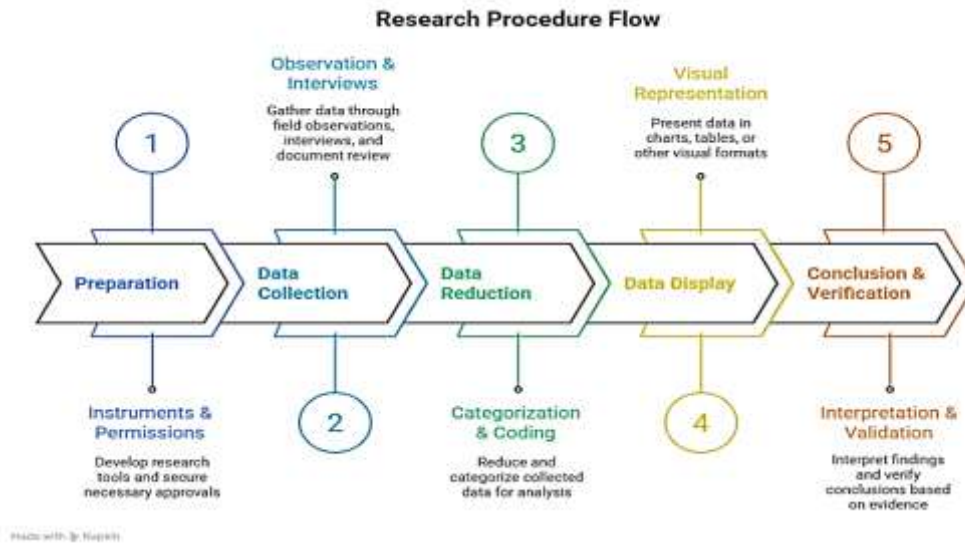 Research Procedure Flow
Observation &
Interviews
Gather data through
field observations,
interviews, and
document review
Visual
Representation
Present data in
charts, tables, or
other visual formats
1
3
5
Preparation
Data
Collection
Data
Reduction
Data Display
Conclusion &
Verification
Instruments &
Permissions
Develop research
tools and secure
necessary approvals
2
Categorization
& Coding
Reduce and
categorize collected
data for analysis
4
Interpretation &
Validation
Interpret findings
and verify
conclusions based
on evidence
Made with